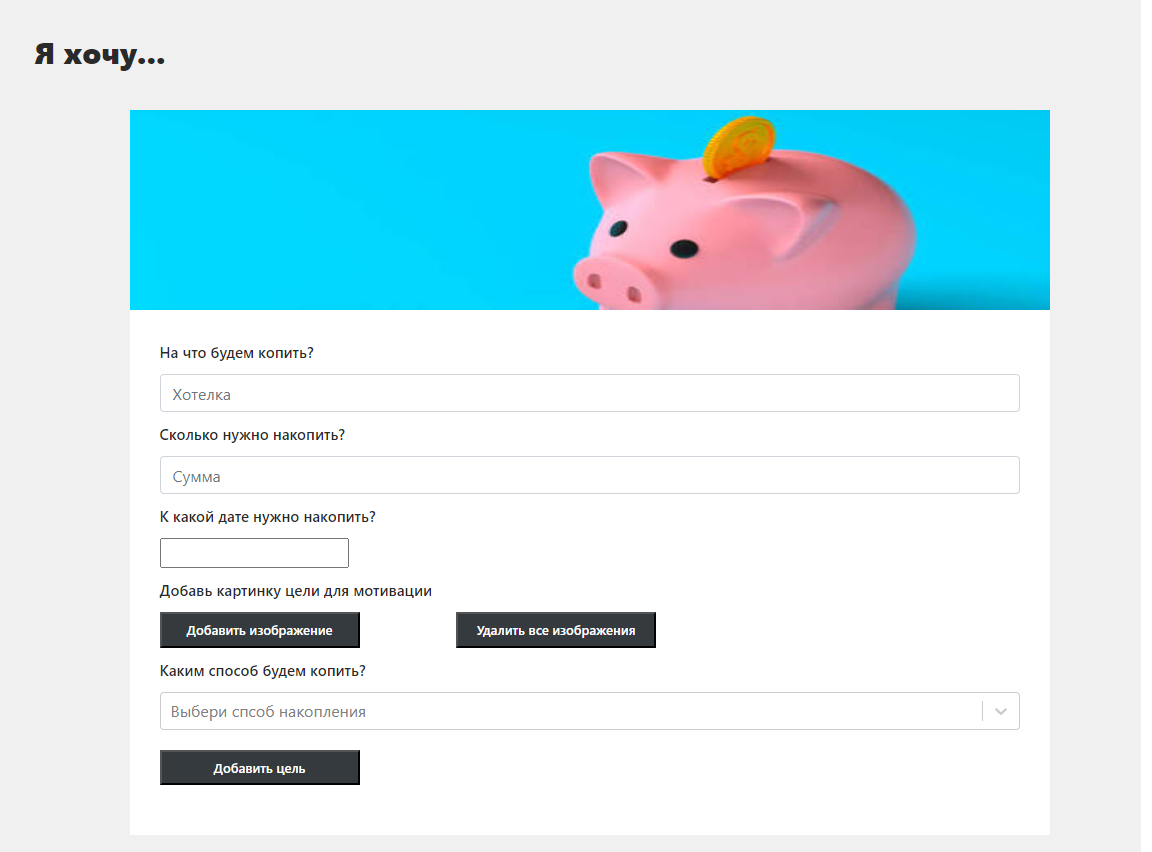 Я хочу...
На что будем копить?
Хотелка
Сколько нужно накопить?
Сумма
К какой дате нужно накопить?
Добавь картинку цели для мотивации
Добавить изображение
Удалить все изображения
Каким способ будем копить?
Выбери спсоб накопления
Добавить цель